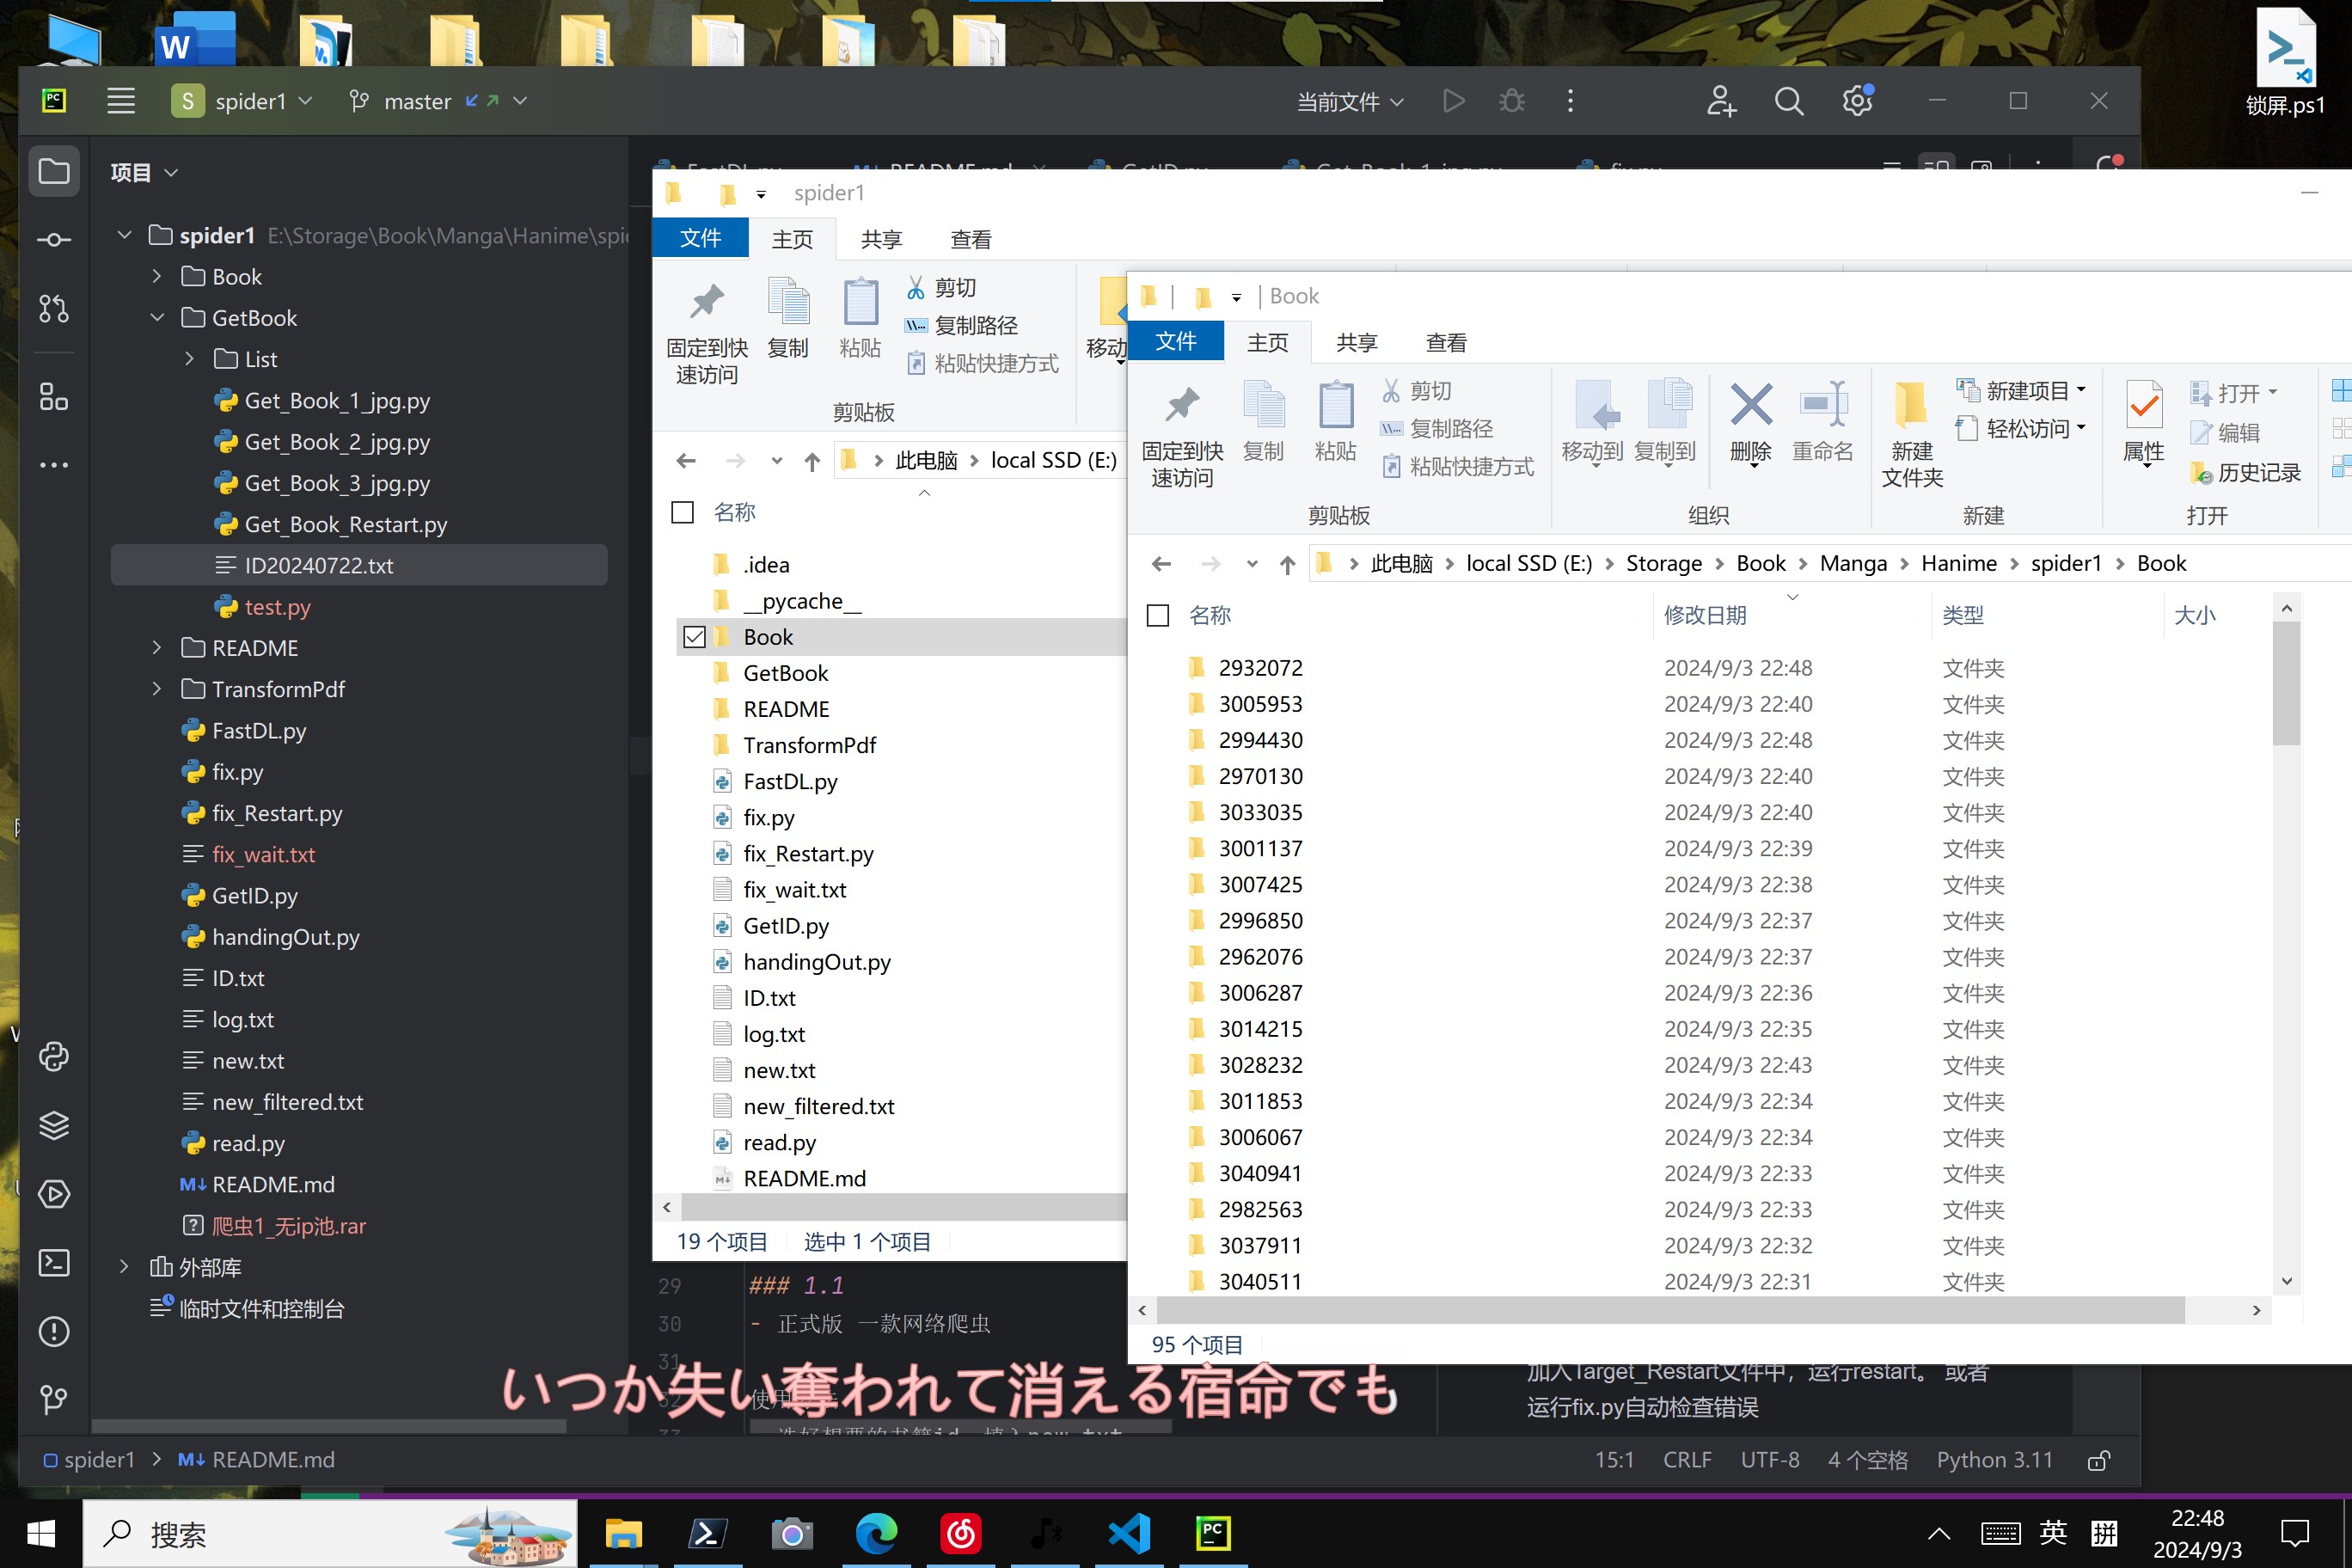 锁屏.ps1
spider1
master
当前文件
项目
spider1 E:\Storage\Book\Manga\Hanime\spi
Book
GetBook
List
Get_Book_1_jpg.py
Get_Book_2_jpg.py
Get_Book_3_jpg.py
Get_Book_Restart.py
ID20240722.txt
test.py
README
TransformPdf
FastDL.py
fix.py
fix_Restart.py
fix_wait.txt
GetID.py
handingOut.py
ID.txt
log.txt
new.txt
new_filtered.txt
read.py
README.md
爬虫1_无ip池.rar
外部库
临时文件和控制台
spider1
文件 主页 共享 查看
固定到快速访问
复制
粘贴
剪切
复制路径
粘贴快捷方式
移动
剪贴板
此电脑 local SSD (E:)
名称
.idea
__pycache__
Book
GetBook
README
TransformPdf
FastDL.py
fix.py
fix_Restart.py
fix_wait.txt
GetID.py
handingOut.py
ID.txt
log.txt
new.txt
new_filtered.txt
read.py
README.md
19 个项目 选中 1 个项目
Book
文件 主页 共享 查看
固定到快速访问
复制
粘贴
剪切
复制路径
粘贴快捷方式
剪贴板
移动到 复制到 删除 重命名
组织
新建文件夹
新建项目
轻松访问
新建
属性
打开
编辑
历史记录
打开
此电脑 local SSD (E:) Storage Book Manga Hanime spider1 Book
名称 修改日期 类型 大小
2932072 2024/9/3 22:48 文件夹
3005953 2024/9/3 22:40 文件夹
2994430 2024/9/3 22:48 文件夹
2970130 2024/9/3 22:40 文件夹
3033035 2024/9/3 22:40 文件夹
3001137 2024/9/3 22:39 文件夹
3007425 2024/9/3 22:38 文件夹
2996850 2024/9/3 22:37 文件夹
2962076 2024/9/3 22:37 文件夹
3006287 2024/9/3 22:36 文件夹
3014215 2024/9/3 22:35 文件夹
3028232 2024/9/3 22:43 文件夹
3011853 2024/9/3 22:34 文件夹
3006067 2024/9/3 22:34 文件夹
3040941 2024/9/3 22:33 文件夹
2982563 2024/9/3 22:33 文件夹
3037911 2024/9/3 22:32 文件夹
3040511 2024/9/3 22:31 文件夹
95 个项目
29 ### 1.1
30 - 正式版 一款网络爬虫
31
加入Target_Restart文件中，运行restart。 或者
运行fix.py自动检查错误
いつか失い奪われて消える宿命でも
spider1 README.md
15:1 CRLF UTF-8 4 个空格 Python 3.11
搜索
英 拼
22:48
2024/9/3